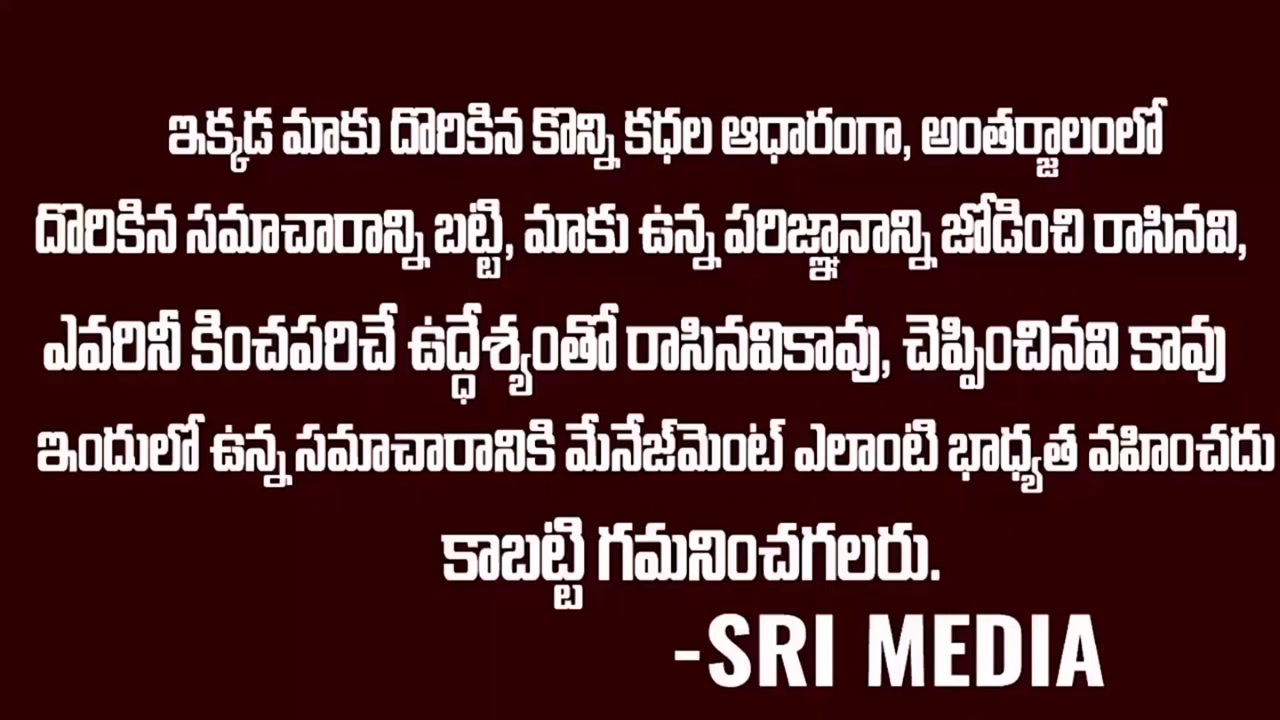 ఇక్కడ మాకు దొరికిన కొన్ని కధల ఆధారంగా, అంతర్జాలంలో
దొరికిన సమాచారాన్ని బట్టి, మాకు ఉన్న పరిజ్ఞానాన్ని జోడించి రాసినవి,
ఎవరినీ కించపరిచే ఉద్ధేశ్యంతో రాసినవికావు, చెప్పించినవి కావు
ఇందులో ఉన్న సమాచారానికి మేనేజ్‌మెంట్ ఎలాంటి భాధ్యత వహించదు
కాబట్టి గమనించగలరు.
-SRI MEDIA